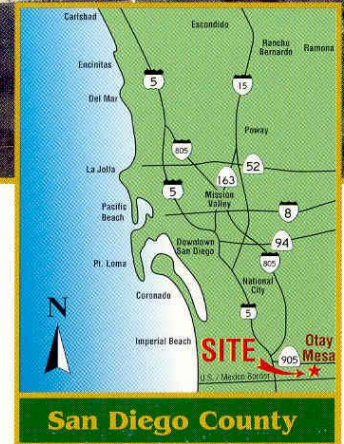 Carlsbad
Escondido
Rancho
Bernardo
Ramona
Encinitas
5
15
Del Mar
Poway
805
La Jolla
52
163
5
Mission
Valley
Pacific
Beach
8
Downtown
San Diego
94
Pt. Loma
805
National
City
Coronado
N
5
Imperial Beach
SITE
Otay
Mesa
905
U.S. / Mexico Border
San Diego County